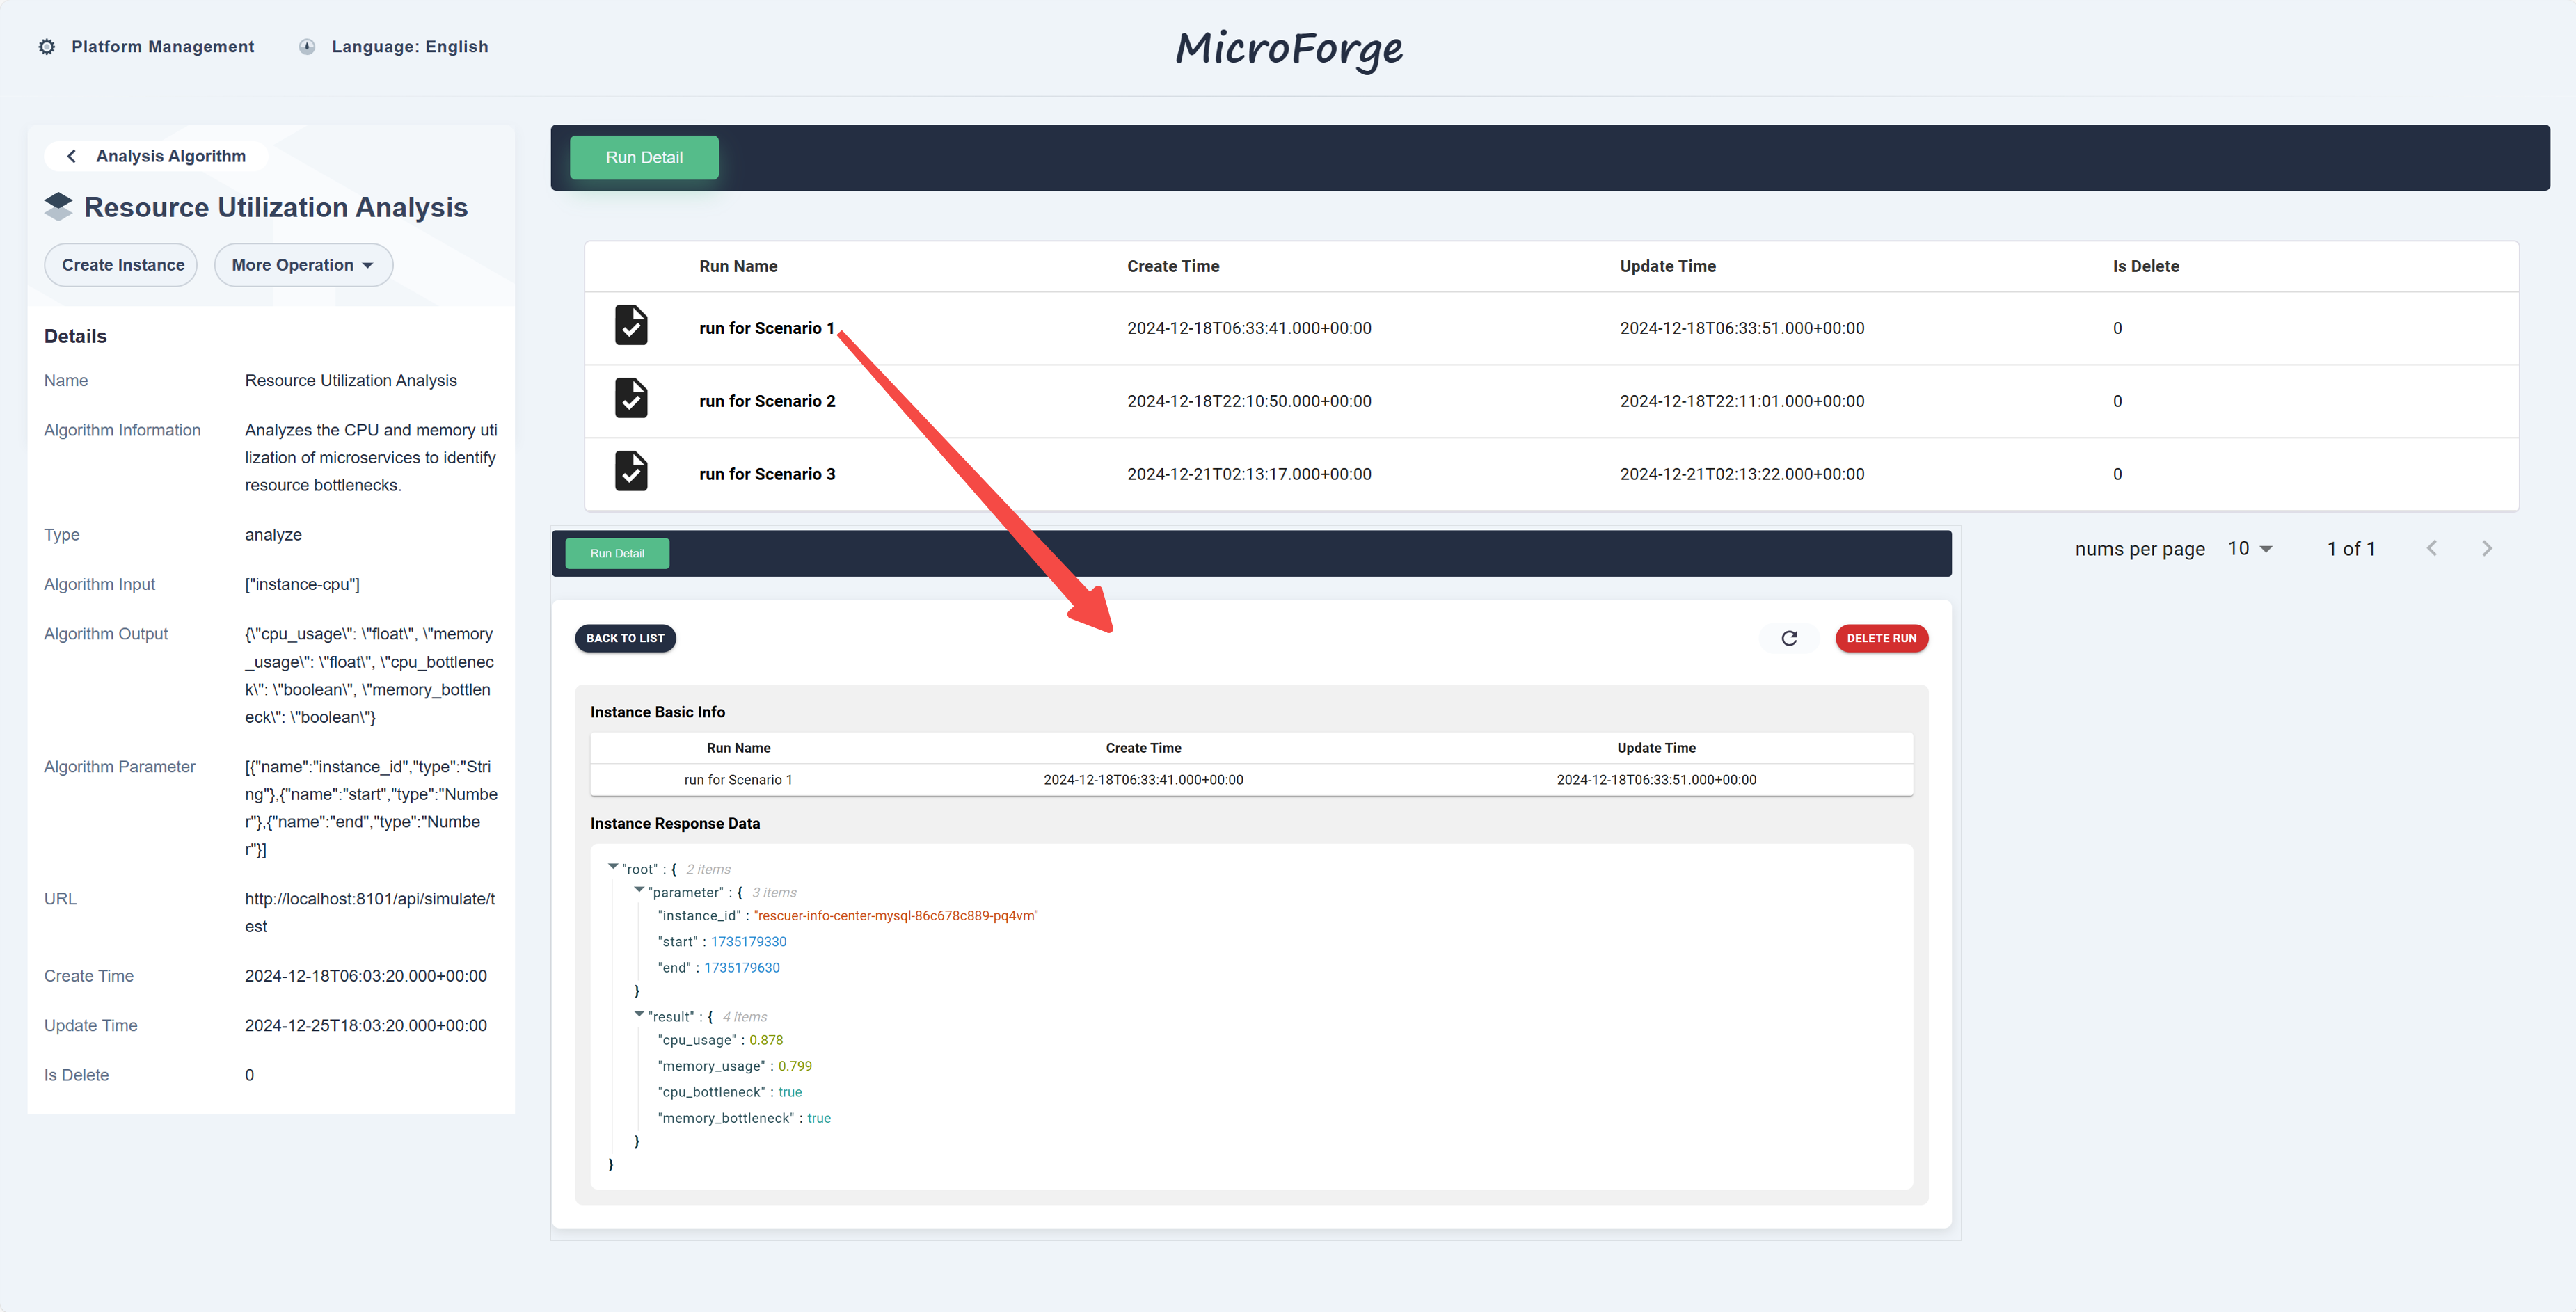 Platform Management
Language: English
MicroForge
Analysis Algorithm
Resource Utilization Analysis
Create Instance
More Operation
Details
Name
Resource Utilization Analysis
Algorithm Information
Analyzes the CPU and memory uti
lization of microservices to identify
resource bottlenecks.
Type
analyze
Algorithm Input
["instance-cpu"]
Algorithm Output
{\"cpu_usage\": \"float\", \"memory
_usage\": \"float\", \"cpu_bottlenec
k\": \"boolean\", \"memory_bottlen
eck\": \"boolean\"}
Algorithm Parameter
[{"name":"instance_id","type":"Stri
ng"},{"name":"start","type":"Numbe
r"},{"name":"end","type":"Numbe
r"}]
URL
http://localhost:8101/api/simulate/t
est
Create Time
2024-12-18T06:03:20.000+00:00
Update Time
2024-12-25T18:03:20.000+00:00
Is Delete
0
Run Detail
Run Name Create Time Update Time Is Delete
run for Scenario 1 2024-12-18T06:33:41.000+00:00 2024-12-18T06:33:51.000+00:00 0
run for Scenario 2 2024-12-18T22:10:50.000+00:00 2024-12-18T22:11:01.000+00:00 0
run for Scenario 3 2024-12-21T02:13:17.000+00:00 2024-12-21T02:13:22.000+00:00 0
nums per page 10 1 of 1
Run Detail
BACK TO LIST
DELETE RUN
Instance Basic Info
Run Name Create Time Update Time
run for Scenario 1 2024-12-18T06:33:41.000+00:00 2024-12-18T06:33:51.000+00:00
Instance Response Data
"root" : { 2 items
"parameter" : { 3 items
"instance_id" : "rescuer-info-center-mysql-86c678c889-pq4vm"
"start" : 1735179330
"end" : 1735179630
}
"result" : { 4 items
"cpu_usage" : 0.878
"memory_usage" : 0.799
"cpu_bottleneck" : true
"memory_bottleneck" : true
}
}